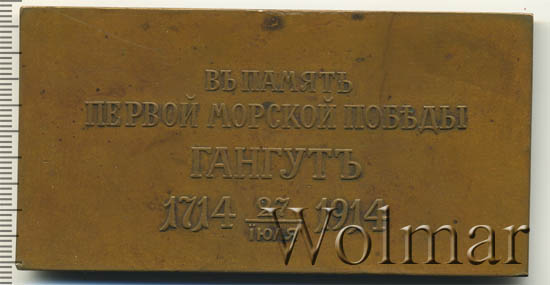 ВЪ ПАМЯТЬ
ПЕРВОЙ МОРСКОЙ ПОБѢДЫ
ГАНГУТЪ
1714 27 1914
ІЮЛЯ
Wolmar